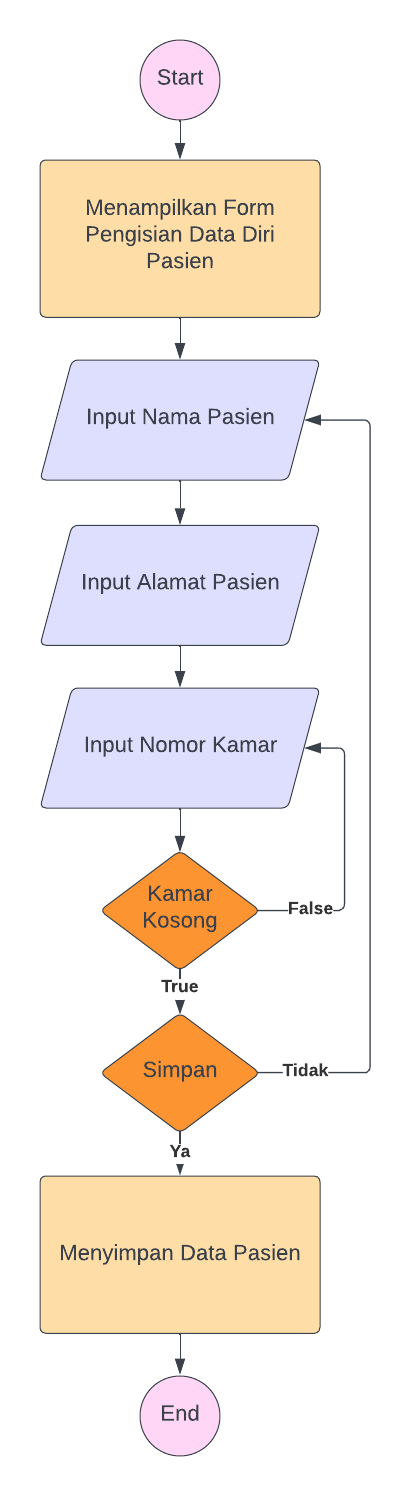 Start
Menampilkan Form
Pengisian Data Diri
Pasien
Input Nama Pasien
Input Alamat Pasien
Input Nomor Kamar
Kamar
Kosong
False
True
Simpan
Tidak
Ya
Menyimpan Data Pasien
End